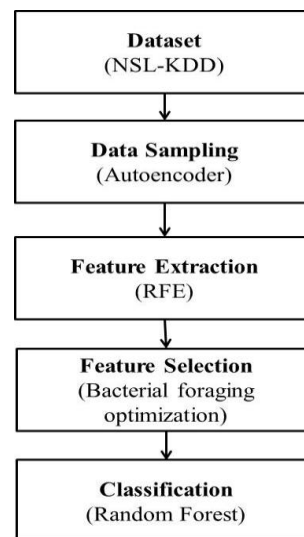 Dataset
(NSL-KDD)
Data Sampling
(Autoencoder)
Feature Extraction
(RFE)
Feature Selection
(Bacterial foraging
optimization)
Classification
(Random Forest)